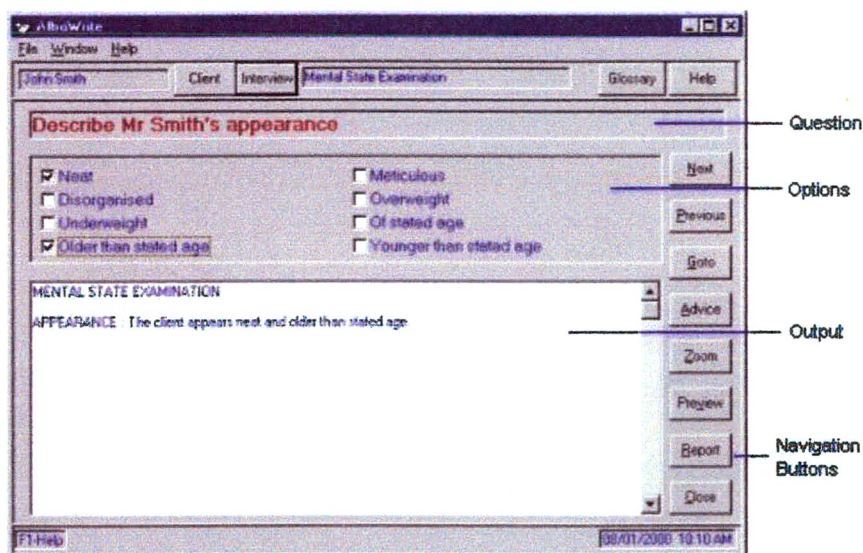 AlbaWrite
File Window Help
John Smith Client Interview Mental State Examination Glossary Help
Describe Mr Smith's appearance
Question
Neat Meticulous
Disorganised Overweight
Underweight Of stated age
Older than stated age Younger than stated age
Options
Next
Previous
Goto
Advice
Zoom
Preview
Report
Close
MENTAL STATE EXAMINATION
APPEARANCE : The client appears neat and older than stated age
Output
Navigation
Buttons
F1-Help 08/01/2000 10:10 AM